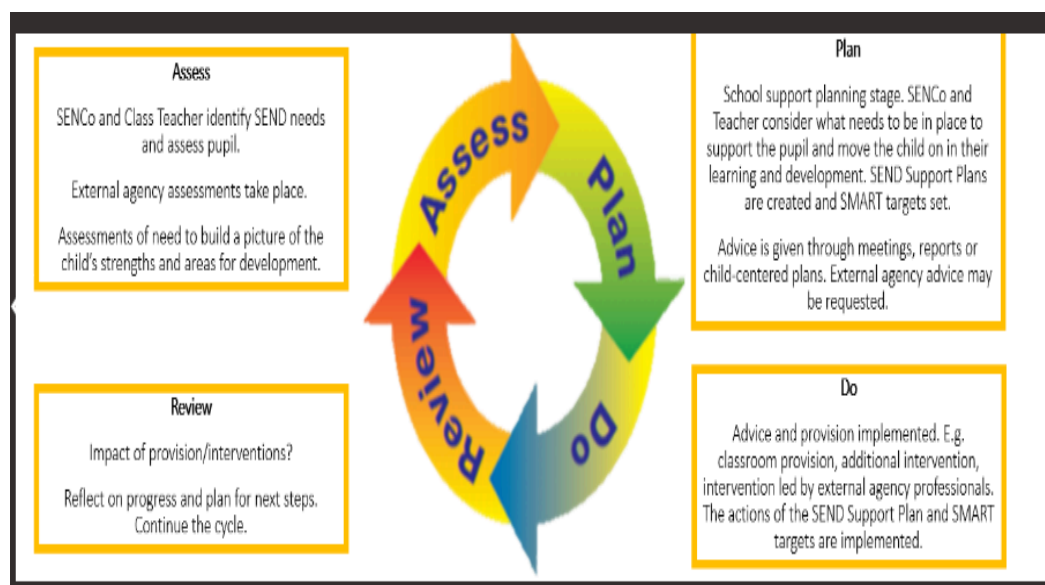 Assess
SENCo and Class Teacher identify SEND needs
and assess pupil.
External agency assessments take place.
Assessments of need to build a picture of the
child's strengths and areas for development.
Assess
Plan
Do
Review
Plan
School support planning stage. SENCo and
Teacher consider what needs to be in place to
support the pupil and move the child on in their
learning and development. SEND Support Plans
are created and SMART targets set.
Advice is given through meetings, reports or
child-centered plans. External agency advice may
be requested.
Review
Impact of provision/interventions?
Reflect on progress and plan for next steps.
Continue the cycle.
Do
Advice and provision implemented. E.g.
classroom provision, additional intervention,
intervention led by external agency professionals.
The actions of the SEND Support Plan and SMART
targets are implemented.